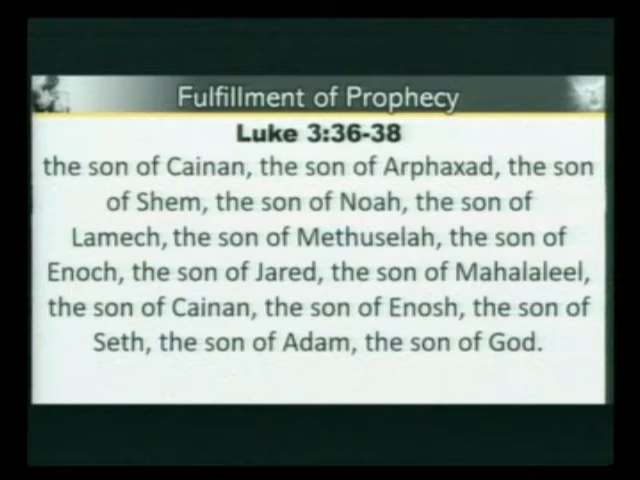 Fulfillment of Prophecy
Luke 3:36-38
the son of Cainan, the son of Arphaxad, the son
of Shem, the son of Noah, the son of
Lamech, the son of Methuselah, the son of
Enoch, the son of Jared, the son of Mahalaleel,
the son of Cainan, the son of Enosh, the son of
Seth, the son of Adam, the son of God.